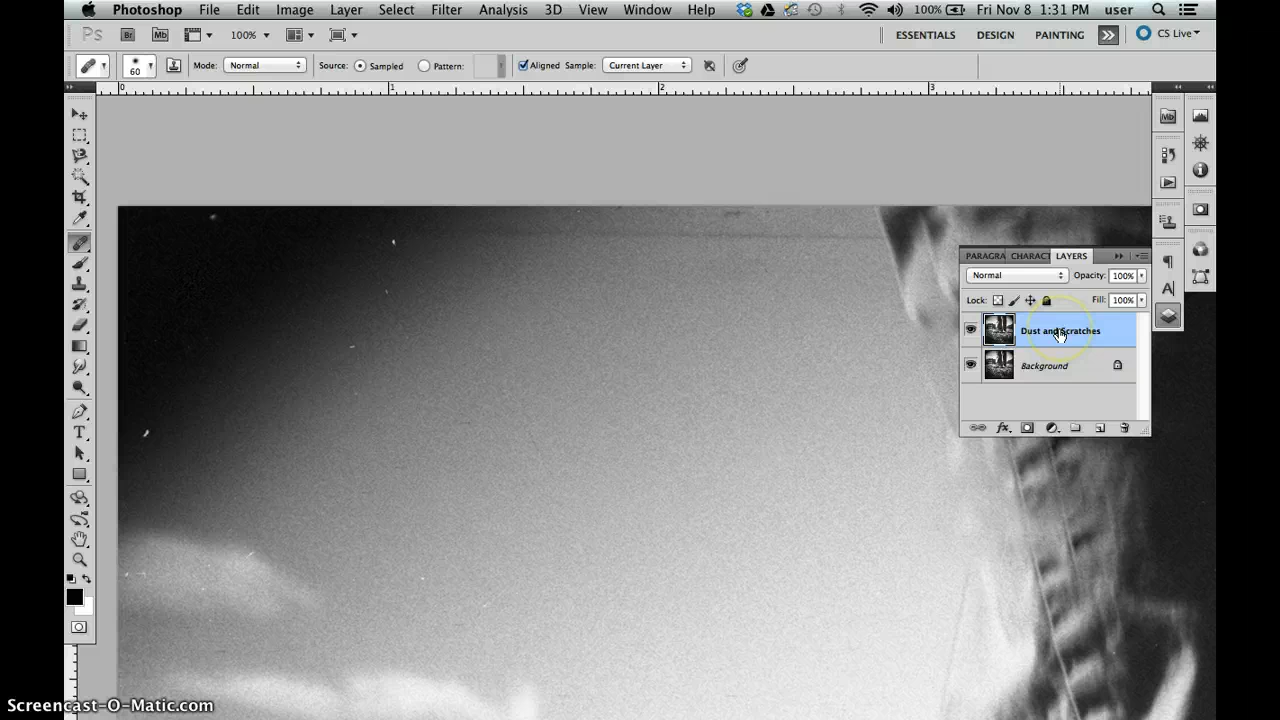 Photoshop File Edit Image Layer Select Filter Analysis 3D View Window Help 100% Fri Nov 8 1:31 PM user
Ps Br Mb 100% ESSENTIALS DESIGN PAINTING CS Live
60 Mode: Normal Source: Sampled Pattern: Aligned Sample: Current Layer
0 1 2 3
Mb
PARAGRA CHARACT LAYERS
Normal Opacity: 100%
Lock: Fill: 100%
Dust and Scratches
Background
fx
A
T
Screencast-O-Matic.com